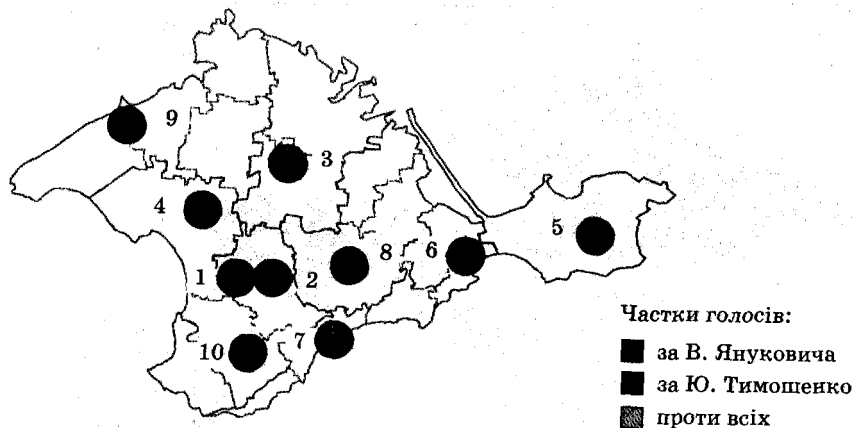 9
3
4
5
8
6
1
2
7
10
Частки голосів:
за В. Януковича
за Ю. Тимошенко
проти всіх